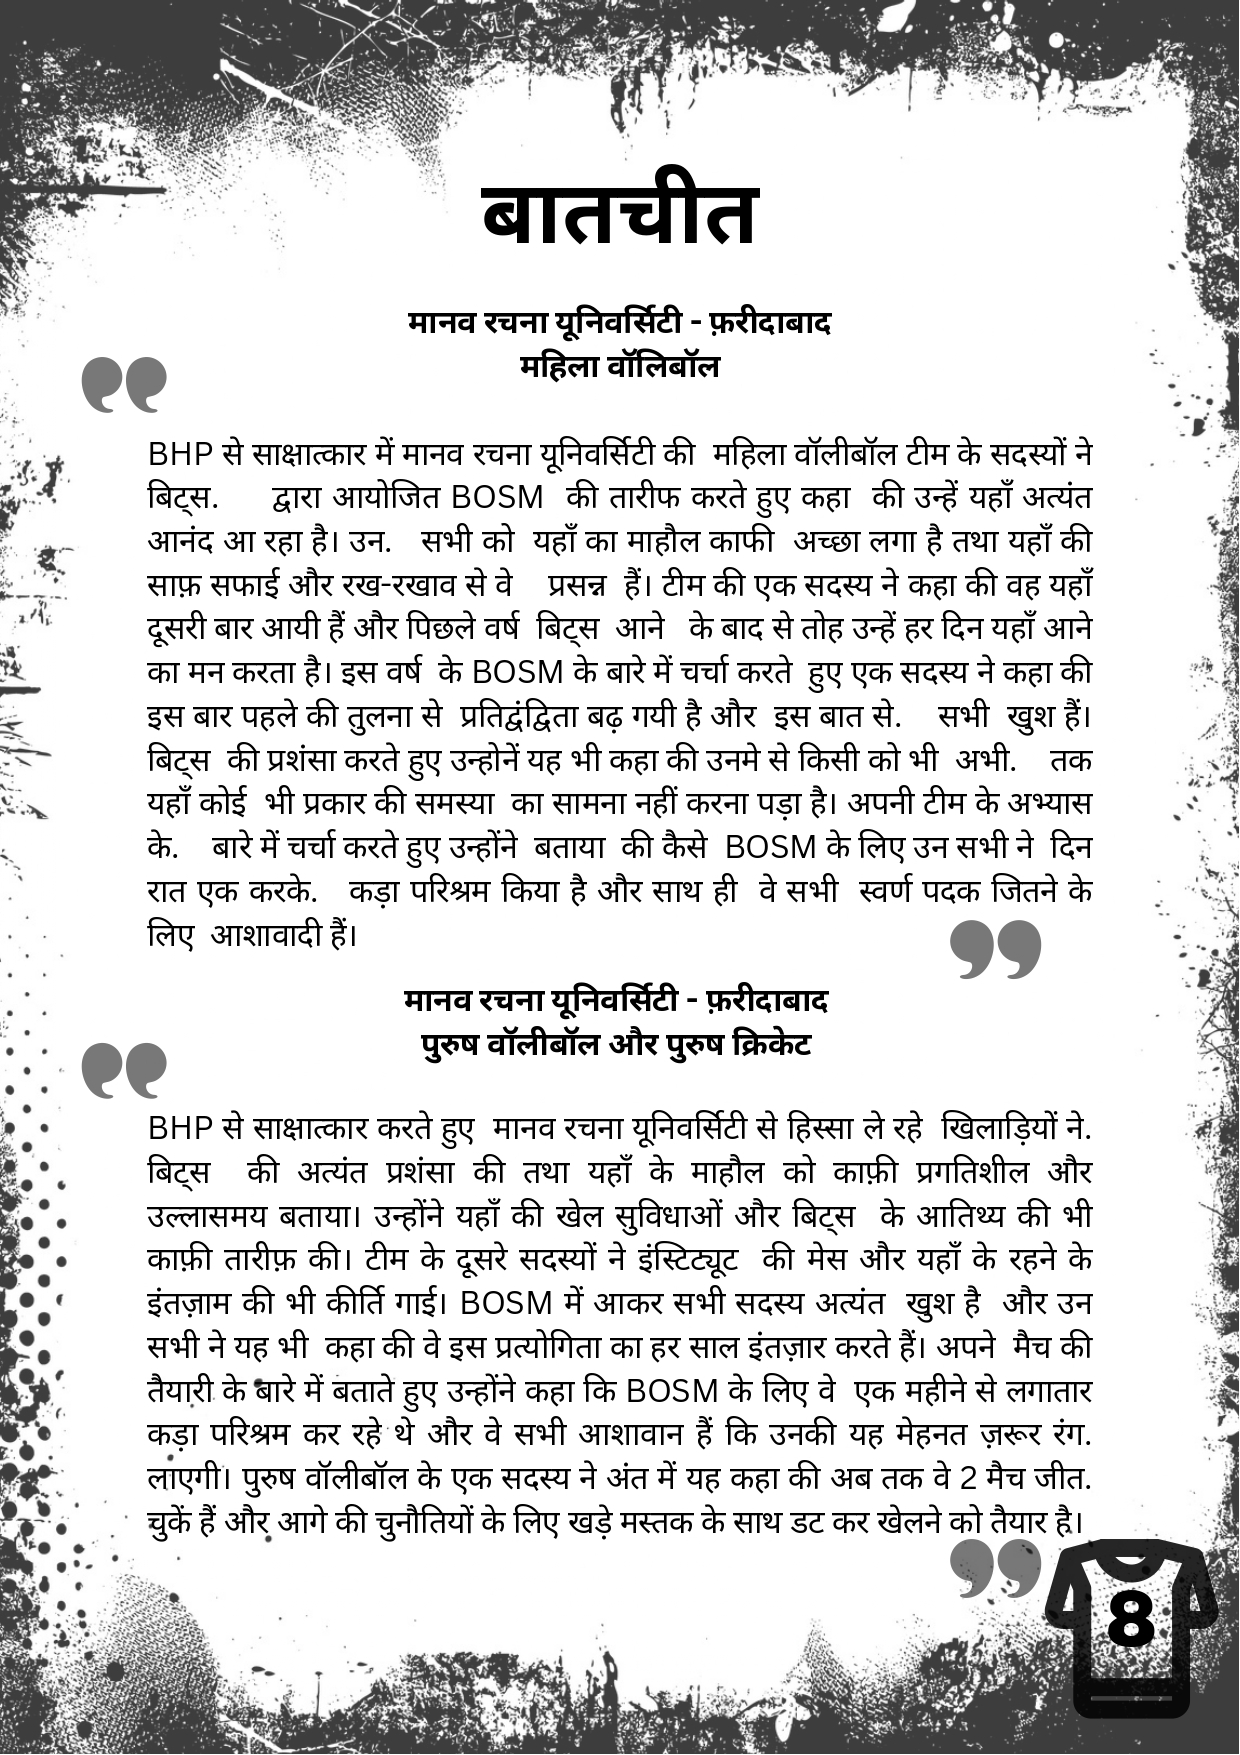 बातचीत
मानव रचना यूनिवर्सिटी - फ़रीदाबाद
महिला वॉलिबॉल
BHP से साक्षात्कार में मानव रचना यूनिवर्सिटी की महिला वॉलीबॉल टीम के सदस्यों ने
बिट्स. द्वारा आयोजित BOSM की तारीफ करते हुए कहा की उन्हें यहाँ अत्यंत
आनंद आ रहा है। उन. सभी को यहाँ का माहौल काफी अच्छा लगा है तथा यहाँ की
साफ़ सफाई और रख-रखाव से वे प्रसन्न हैं। टीम की एक सदस्य ने कहा की वह यहाँ
दूसरी बार आयी हैं और पिछले वर्ष बिट्स आने के बाद से तोह उन्हें हर दिन यहाँ आने
का मन करता है। इस वर्ष के BOSM के बारे में चर्चा करते हुए एक सदस्य ने कहा की
इस बार पहले की तुलना से प्रतिद्वंद्विता बढ़ गयी है और इस बात से. सभी खुश हैं।
बिट्स की प्रशंसा करते हुए उन्होनें यह भी कहा की उनमे से किसी को भी अभी. तक
यहाँ कोई भी प्रकार की समस्या का सामना नहीं करना पड़ा है। अपनी टीम के अभ्यास
के. बारे में चर्चा करते हुए उन्होंने बताया की कैसे BOSM के लिए उन सभी ने दिन
रात एक करके. कड़ा परिश्रम किया है और साथ ही वे सभी स्वर्ण पदक जितने के
लिए आशावादी हैं।
मानव रचना यूनिवर्सिटी - फ़रीदाबाद
पुरुष वॉलीबॉल और पुरुष क्रिकेट
BHP से साक्षात्कार करते हुए मानव रचना यूनिवर्सिटी से हिस्सा ले रहे खिलाड़ियों ने.
बिट्स की अत्यंत प्रशंसा की तथा यहाँ के माहौल को काफ़ी प्रगतिशील और
उल्लासमय बताया। उन्होंने यहाँ की खेल सुविधाओं और बिट्स के आतिथ्य की भी
काफ़ी तारीफ़ की। टीम के दूसरे सदस्यों ने इंस्टिट्यूट की मेस और यहाँ के रहने के
इंतज़ाम की भी कीर्ति गाई। BOSM में आकर सभी सदस्य अत्यंत खुश है और उन
सभी ने यह भी कहा की वे इस प्रत्योगिता का हर साल इंतज़ार करते हैं। अपने मैच की
तैयारी के बारे में बताते हुए उन्होंने कहा कि BOSM के लिए वे एक महीने से लगातार
कड़ा परिश्रम कर रहे थे और वे सभी आशावान हैं कि उनकी यह मेहनत ज़रूर रंग.
लाएगी। पुरुष वॉलीबॉल के एक सदस्य ने अंत में यह कहा की अब तक वे 2 मैच जीत.
चुकें हैं और आगे की चुनौतियों के लिए खड़े मस्तक के साथ डट कर खेलने को तैयार है।
8